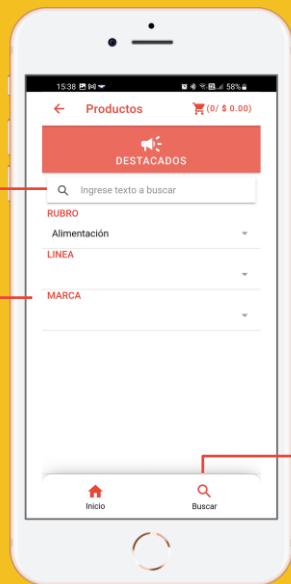 15:38 58%
Productos (0/ $ 0.00)
DESTACADOS
Ingrese texto a buscar
RUBRO
Alimentación
LINEA
MARCA
Inicio Buscar